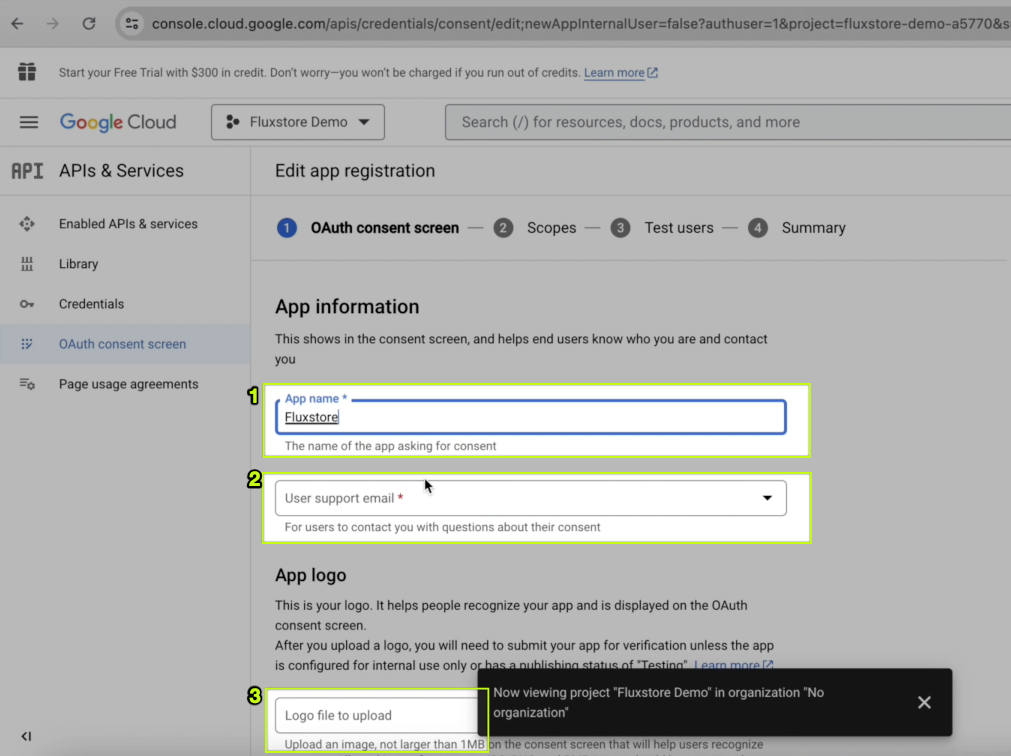 console.cloud.google.com/apis/credentials/consent/edit;newAppInternalUser=false?authuser=1&project=fluxstore-demo-a5770&s
Start your Free Trial with $300 in credit. Don't worry—you won't be charged if you run out of credits. Learn more
Google Cloud
Fluxstore Demo
Search (/) for resources, docs, products, and more
API APIs & Services
Edit app registration
Enabled APIs & services
Library
Credentials
OAuth consent screen
Page usage agreements
1 OAuth consent screen — 2 Scopes — 3 Test users — 4 Summary
App information
This shows in the consent screen, and helps end users know who you are and contact
you
1
App name *
Fluxstore
The name of the app asking for consent
2
User support email *
For users to contact you with questions about their consent
App logo
This is your logo. It helps people recognize your app and is displayed on the OAuth
consent screen.
After you upload a logo, you will need to submit your app for verification unless the app
is configured for internal use only or has a publishing status of "Testing". Learn more
3
Logo file to upload
Upload an image, not larger than 1MB on the consent screen that will help users recognize
Now viewing project "Fluxstore Demo" in organization "No
organization"